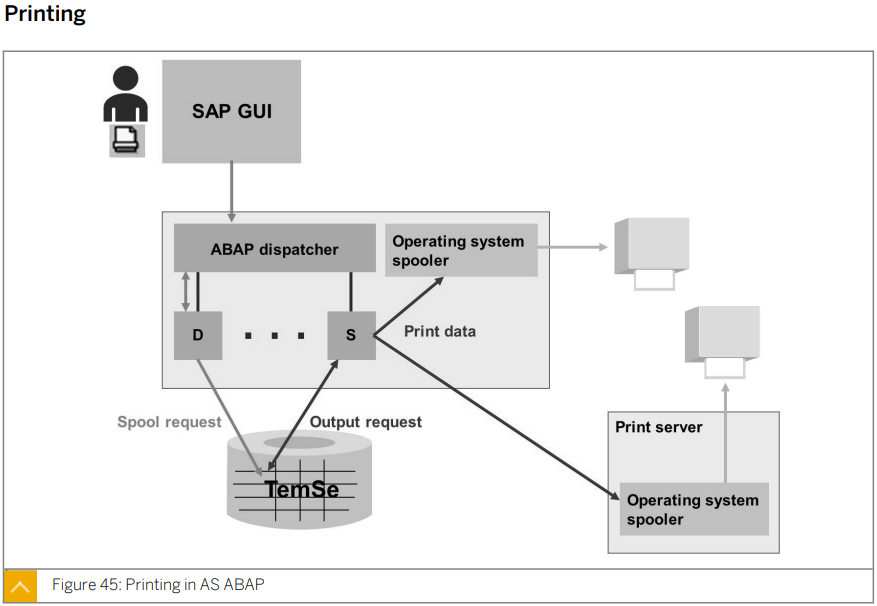 Printing
SAP GUI
ABAP dispatcher
Operating system
spooler
D
S
Print data
Spool request
Output request
TemSe
Print server
Operating system
spooler
Figure 45: Printing in AS ABAP